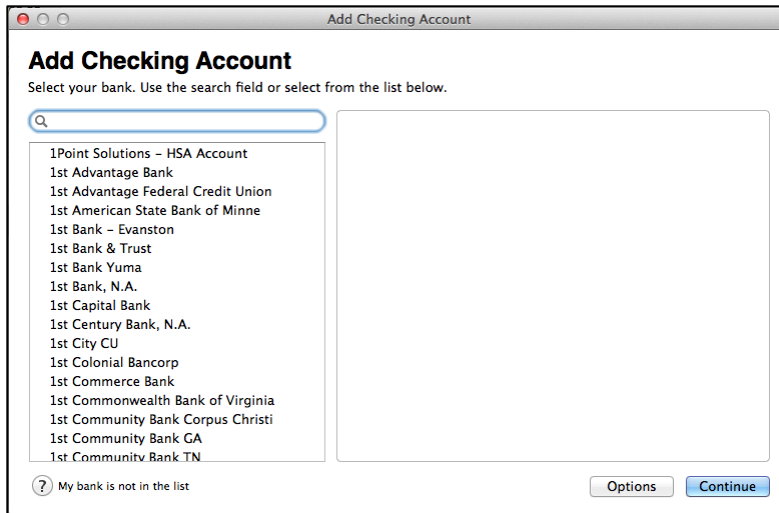 Add Checking Account
Add Checking Account
Select your bank. Use the search field or select from the list below.
1Point Solutions – HSA Account
1st Advantage Bank
1st Advantage Federal Credit Union
1st American State Bank of Minne
1st Bank – Evanston
1st Bank & Trust
1st Bank Yuma
1st Bank, N.A.
1st Capital Bank
1st Century Bank, N.A.
1st City CU
1st Colonial Bancorp
1st Commerce Bank
1st Commonwealth Bank of Virginia
1st Community Bank Corpus Christi
1st Community Bank GA
1st Community Bank TN
? My bank is not in the list
Options
Continue